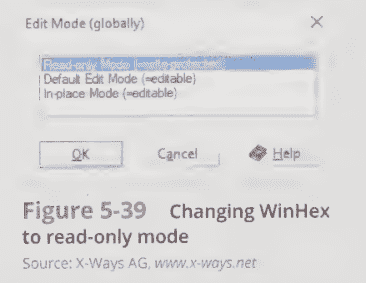 Edit Mode (globally)
Read-only Mode (=write-protected)
Default Edit Mode (=editable)
In-place Mode (=editable)
OK
Cancel
Help
Figure 5-39 Changing WinHex
to read-only mode
Source: X-Ways AG, www.x-ways.net